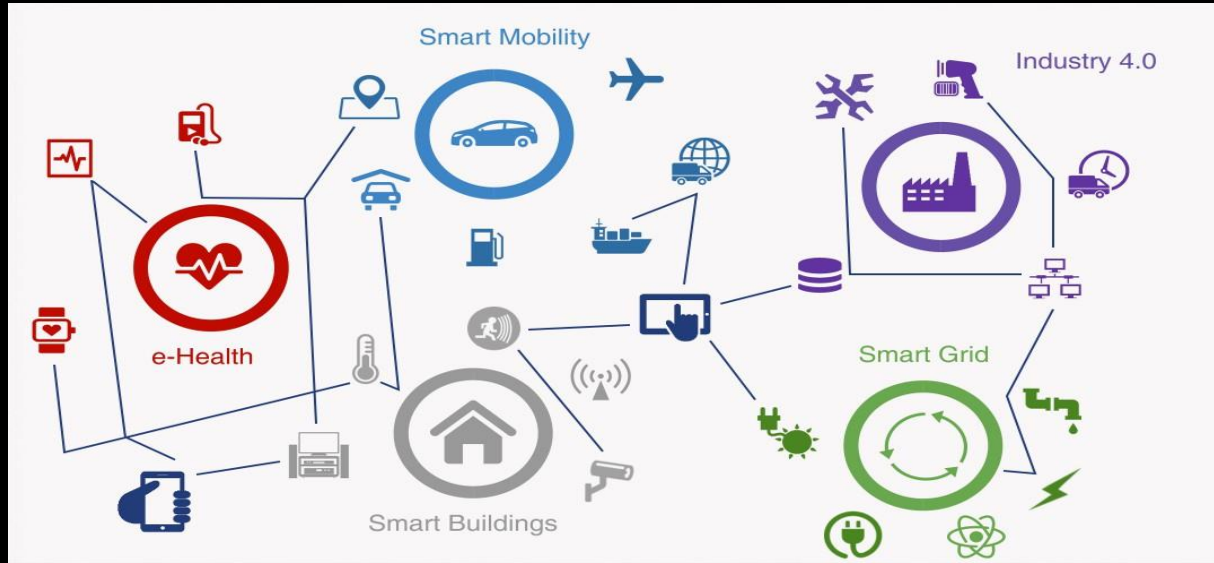 Smart Mobility
Industry 4.0
e-Health
Smart Grid
Smart Buildings